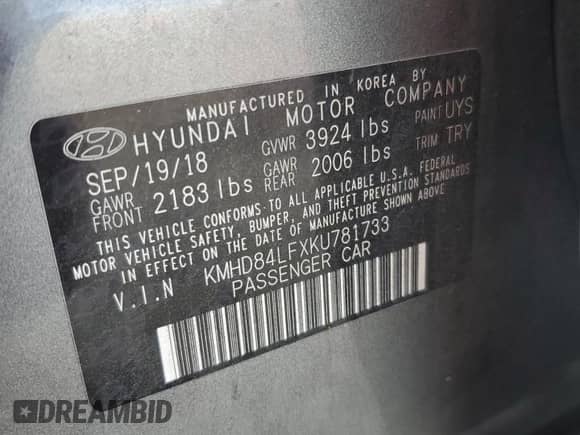 MANUFACTURED IN KOREA BY
HYUNDAI MOTOR COMPANY
SEP/19/18 GVWR 3924 lbs PAINT UYS
GAWR FRONT 2183 lbs GAWR REAR 2006 lbs TRIM TRY
THIS VEHICLE CONFORMS TO ALL APPLICABLE U.S.A. FEDERAL
MOTOR VEHICLE SAFETY, BUMPER, AND THEFT PREVENTION STANDARDS
IN EFFECT ON THE DATE OF MANUFACTURE SHOWN ABOVE
V.I.N KMHD84LFXKU781733
PASSENGER CAR
DREAMBID